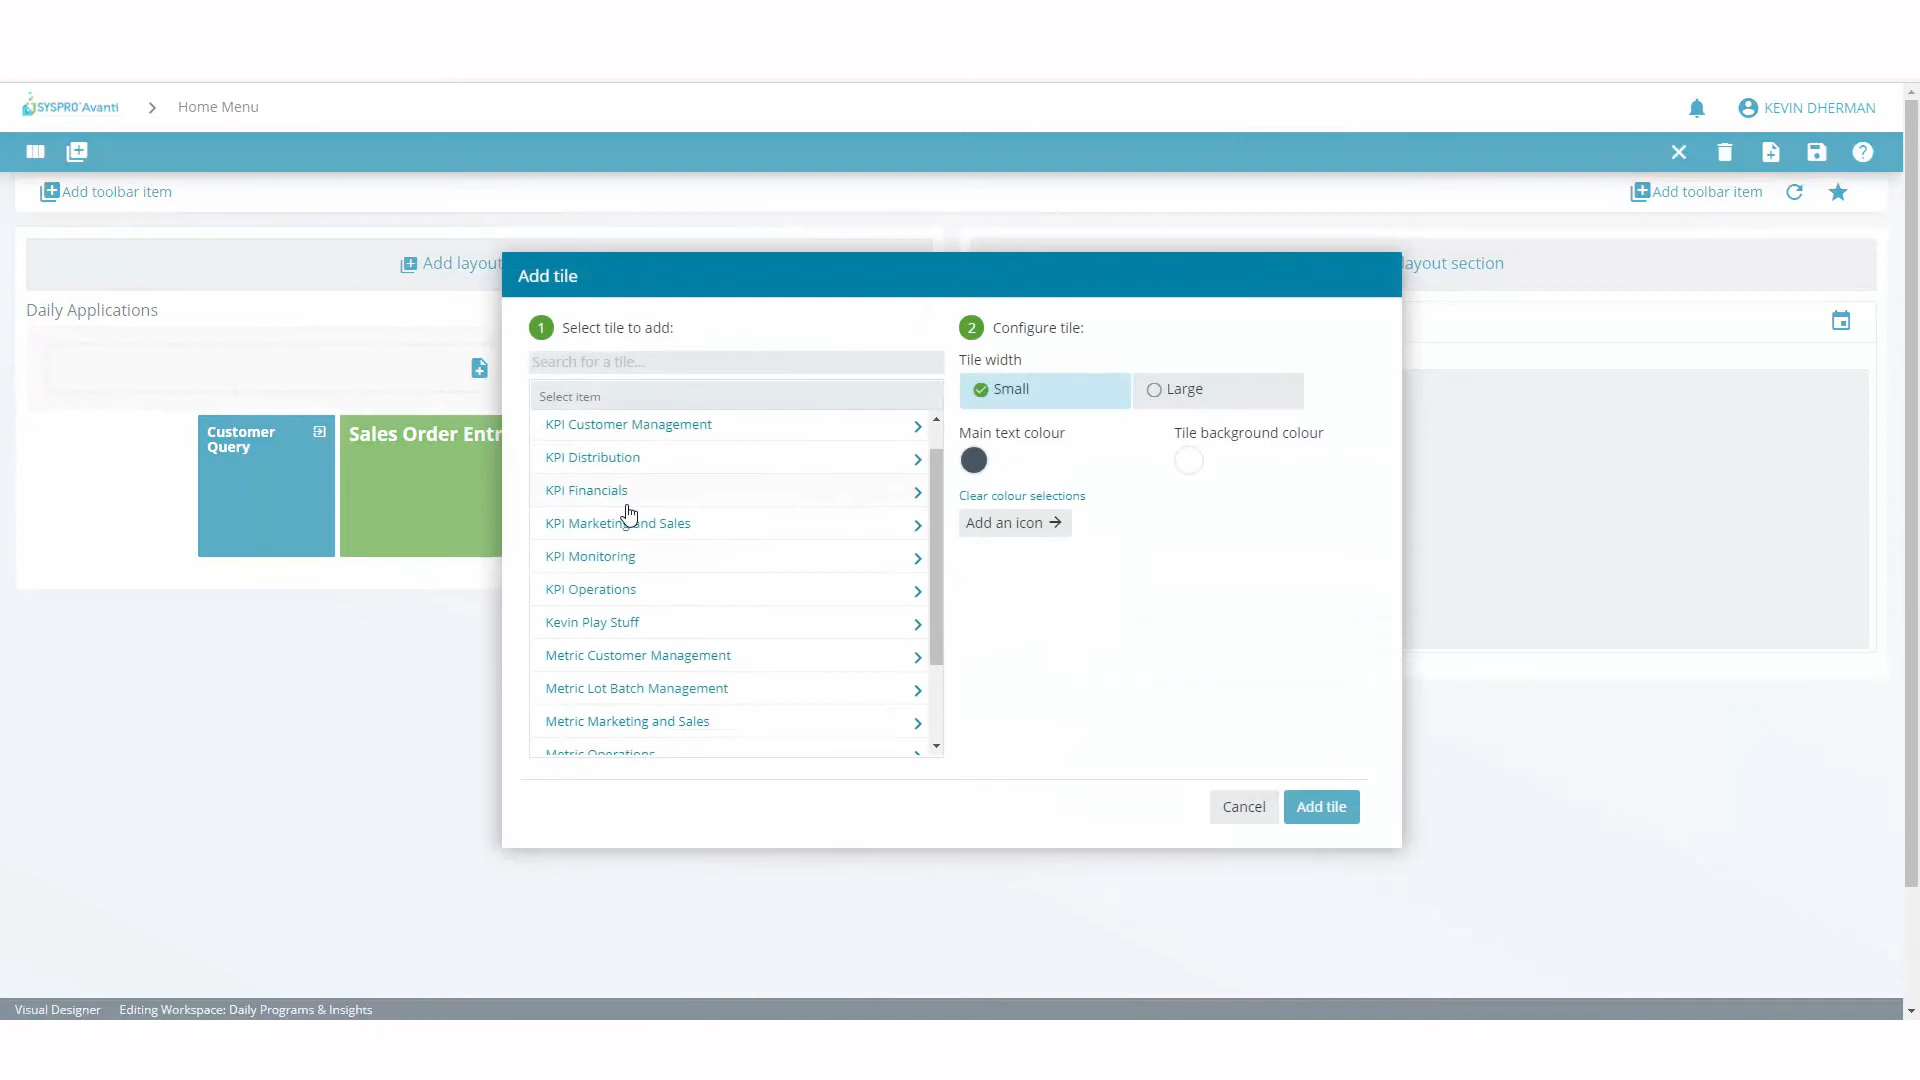 SYSPRO Avanti
Home Menu
KEVIN DHERMAN
Add toolbar item
Add toolbar item
Add layout
layout section
Daily Applications
Customer
Query
Sales Order Entr
Add tile
1 Select tile to add:
Search for a tile...
Select item
KPI Customer Management
KPI Distribution
KPI Financials
KPI Marketing and Sales
KPI Monitoring
KPI Operations
Kevin Play Stuff
Metric Customer Management
Metric Lot Batch Management
Metric Marketing and Sales
Metric Operations
2 Configure tile:
Tile width
Small
Large
Main text colour
Tile background colour
Clear colour selections
Add an icon
Cancel
Add tile
Visual Designer
Editing Workspace: Daily Programs & Insights